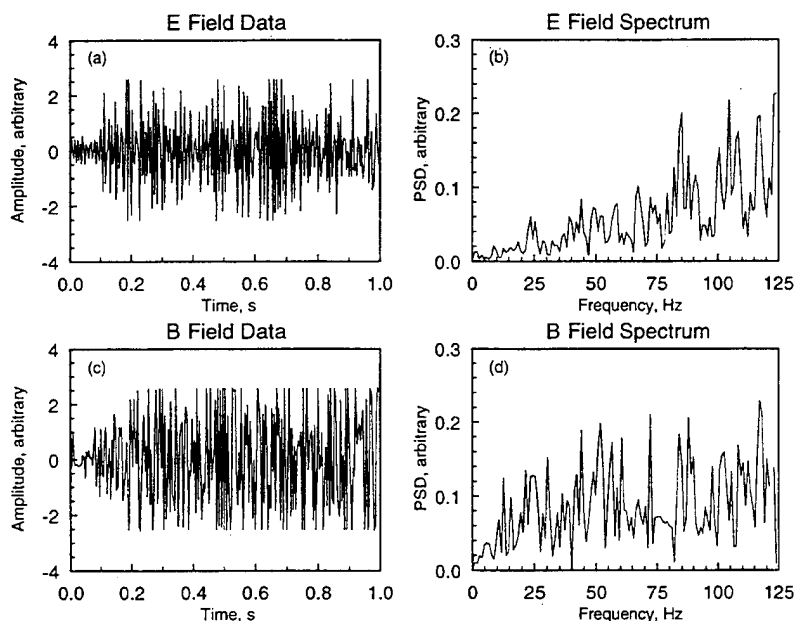 E Field Data
(a)
4
2
0
-2
-4
Amplitude, arbitrary
0.0 0.2 0.4 0.6 0.8 1.0
Time, s
E Field Spectrum
(b)
0.3
0.2
0.1
0.0
PSD, arbitrary
0 25 50 75 100 125
Frequency, Hz
B Field Data
(c)
4
2
0
-2
-4
Amplitude, arbitrary
0.0 0.2 0.4 0.6 0.8 1.0
Time, s
B Field Spectrum
(d)
0.3
0.2
0.1
0.0
PSD, arbitrary
0 25 50 75 100 125
Frequency, Hz